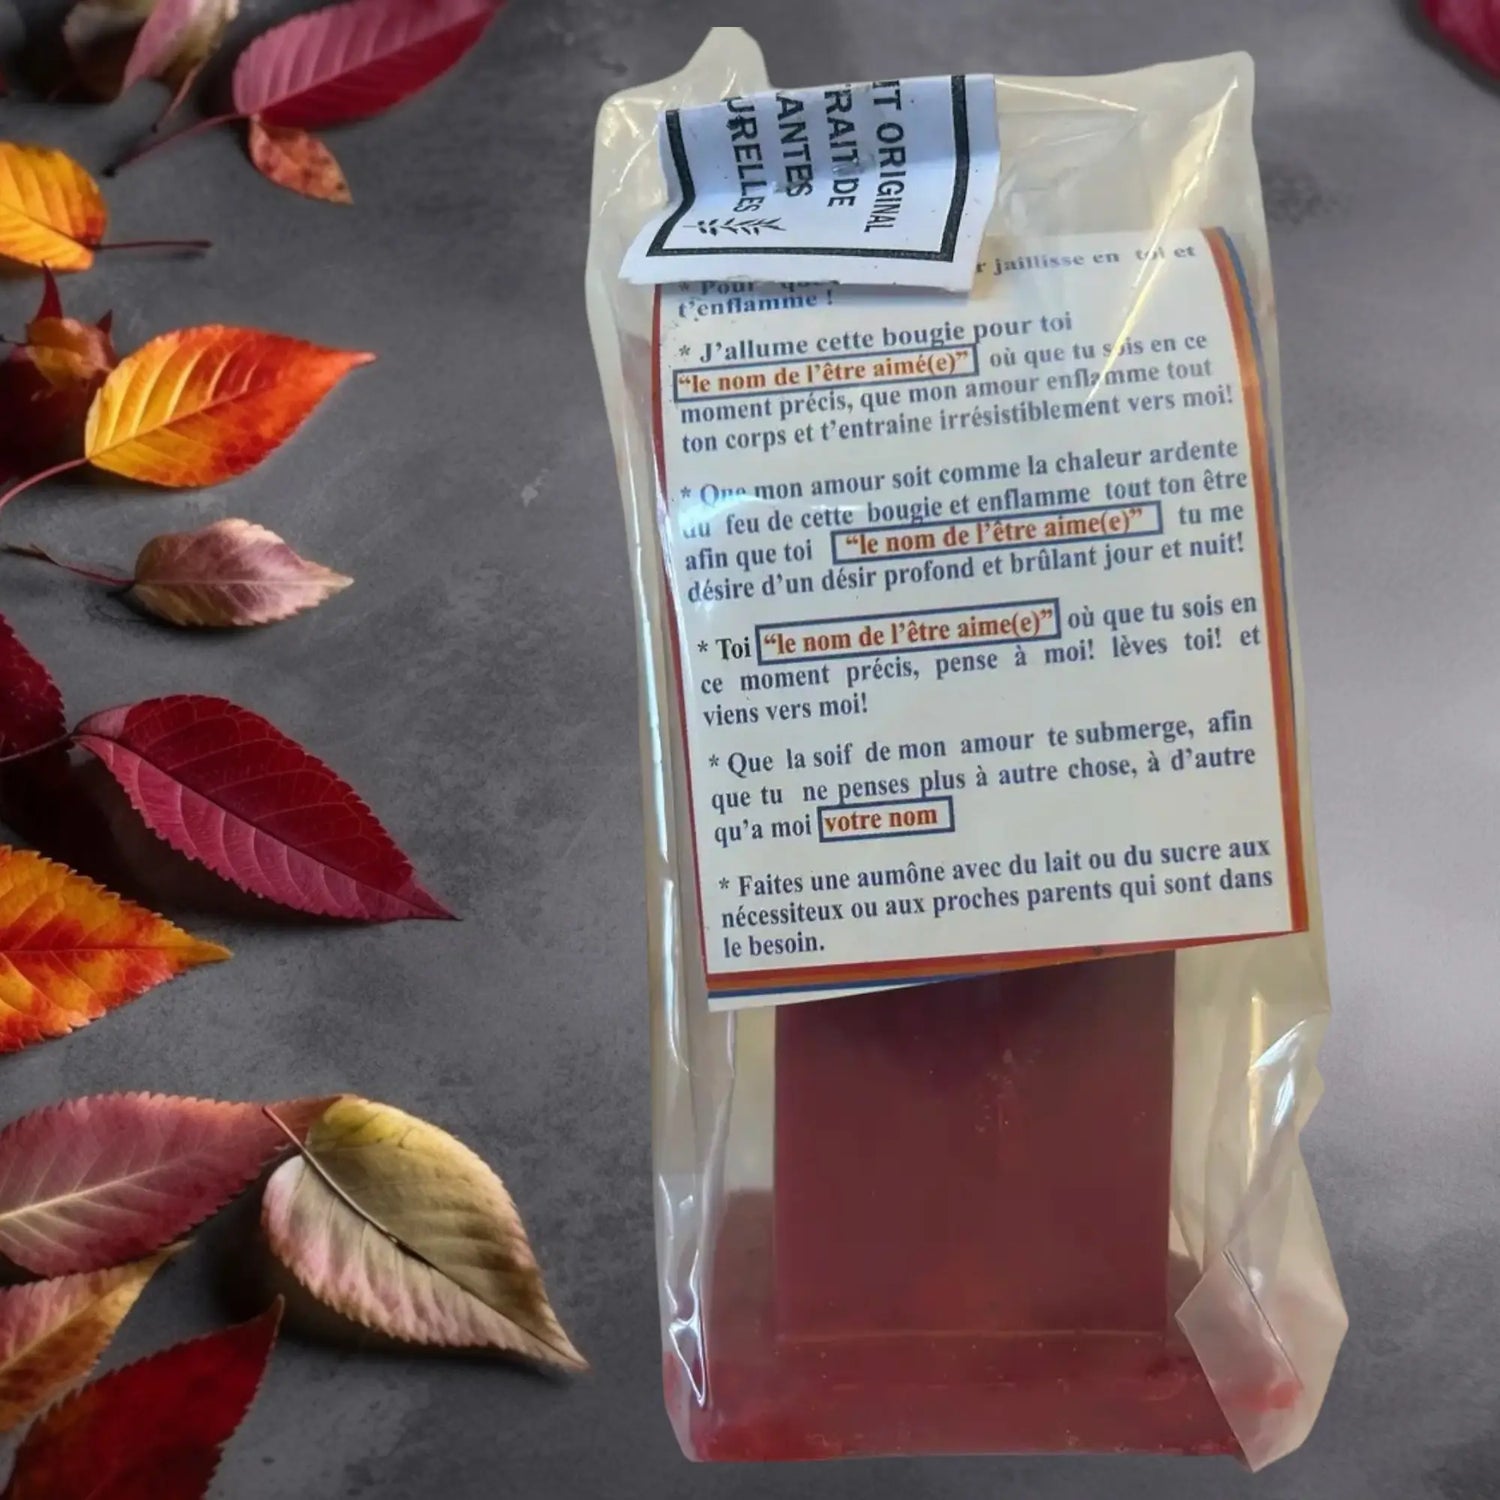 IT ORIGINAL
RAIT DE
ANTES
URELLES
jaillisse en toi et
* Pour
t'enflamme !
* J'allume cette bougie pour toi
“le nom de l'être aimé(e)” où que tu sois en ce
moment précis, que mon amour enflamme tout
ton corps et t'entraine irrésistiblement vers moi!
* Que mon amour soit comme la chaleur ardente
du feu de cette bougie et enflamme tout ton être
afin que toi “le nom de l'être aime(e)” tu me
désire d'un désir profond et brûlant jour et nuit!
* Toi “le nom de l'être aime(e)” où que tu sois en
ce moment précis, pense à moi! lèves toi! et
viens vers moi!
* Que la soif de mon amour te submerge, afin
que tu ne penses plus à autre chose, à d'autre
qu'a moi votre nom
* Faites une aumône avec du lait ou du sucre aux
nécessiteux ou aux proches parents qui sont dans
le besoin.